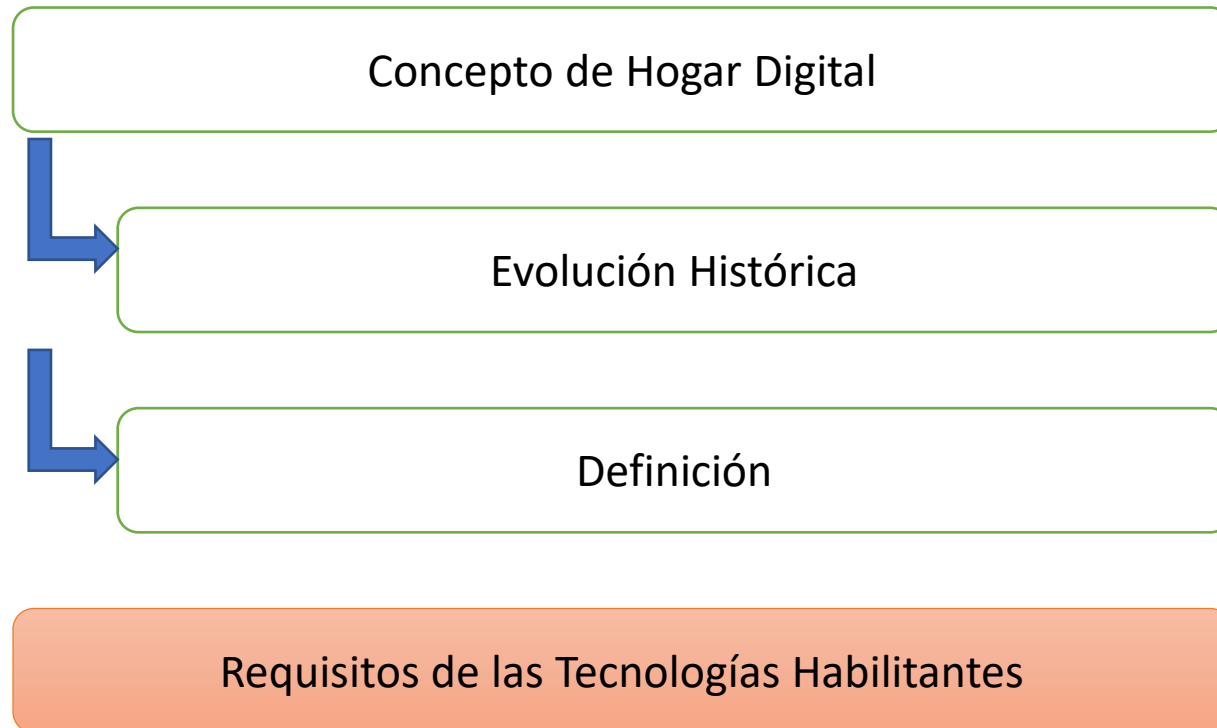 Concepto de Hogar Digital
Evolución Histórica
Definición
Requisitos de las Tecnologías Habilitantes